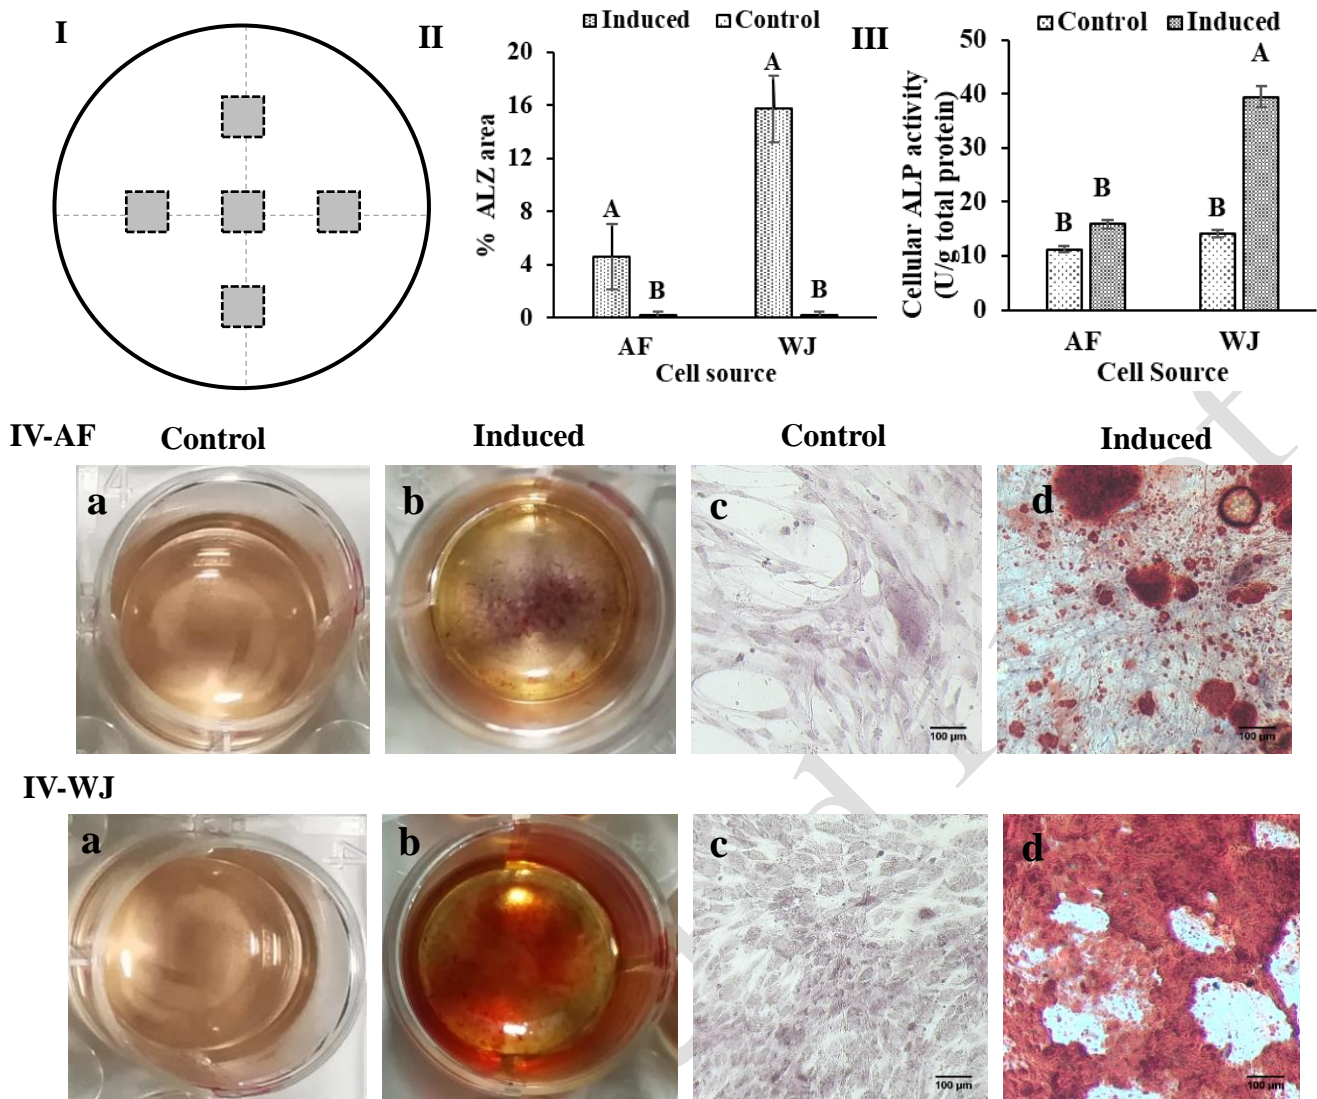 I
II
Induced Control
% ALZ area
20
16
12
8
4
0
A
B
A
B
AF WJ
Cell source
III
Control Induced
Cellular ALP activity
(U/g total protein)
50
40
30
20
10
0
B
B
B
A
AF WJ
Cell Source
IV-AF Control Induced Control Induced
a b c d
100 µm 100 µm
IV-WJ
a b c d
100 µm 100 µm